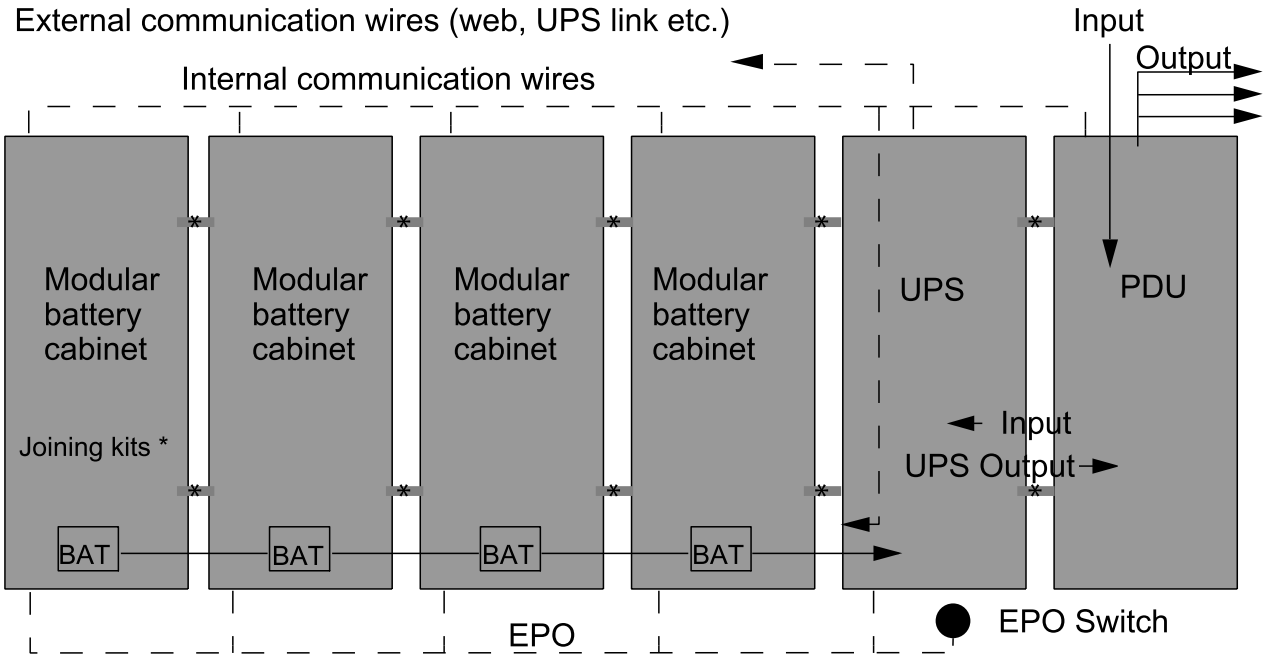 External communication wires (web, UPS link etc.)
Input
Output
Internal communication wires
* * * * *
Modular
battery
cabinet
Modular
battery
cabinet
Modular
battery
cabinet
Modular
battery
cabinet
UPS
PDU
Joining kits *
Input
UPS Output
* * * * *
BAT
BAT
BAT
BAT
EPO
EPO Switch